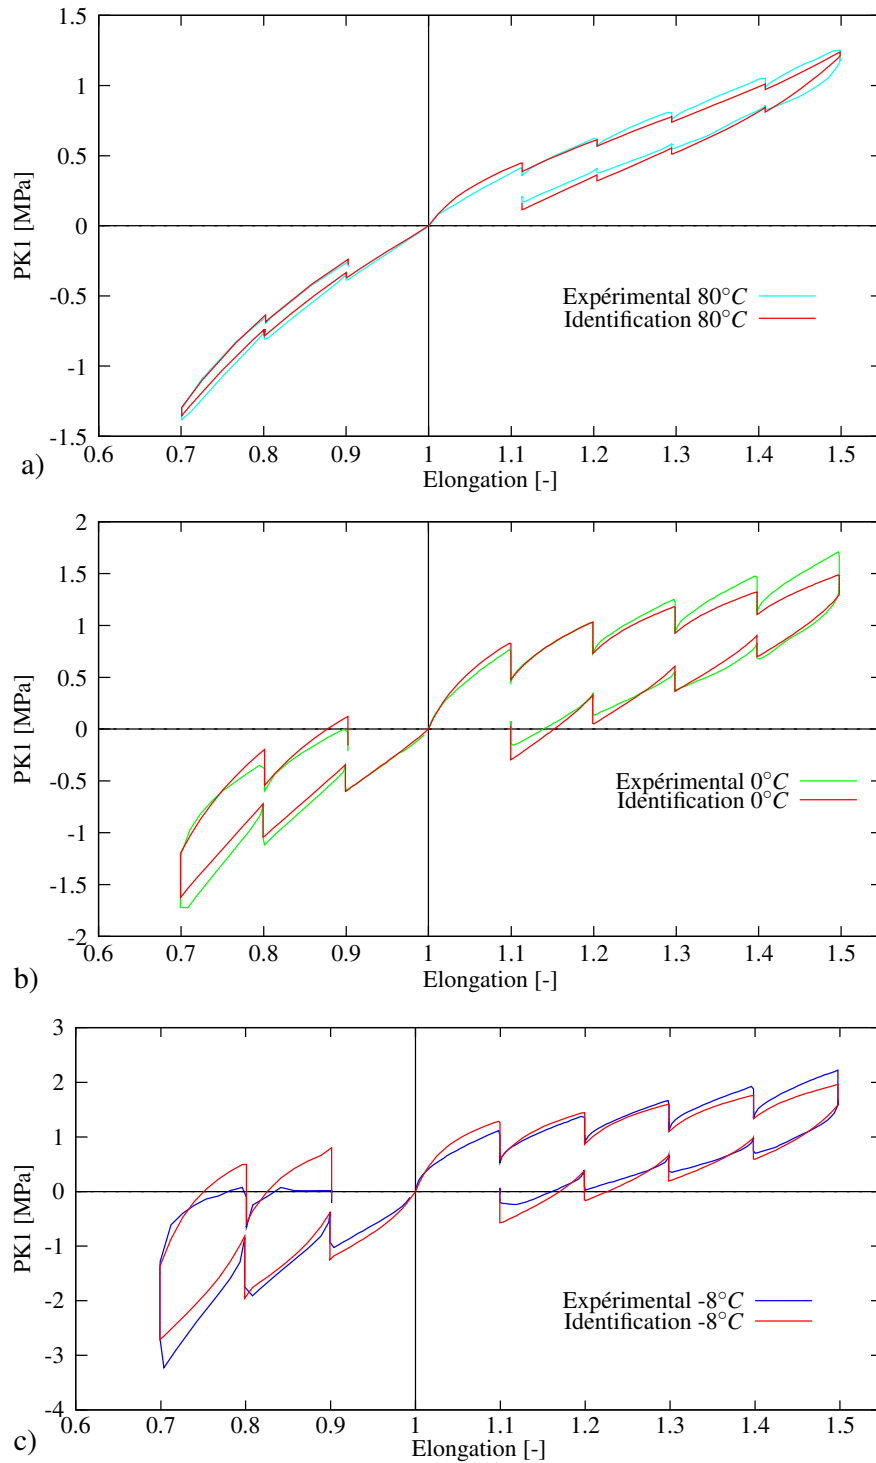 1.5
1
0.5
0
-0.5
-1
-1.5
PK1 [MPa]
Expérimental 80°C
Identification 80°C
0.6 0.7 0.8 0.9 1 1.1 1.2 1.3 1.4 1.5
a)
Elongation [-]
2
1.5
1
0.5
0
-0.5
-1
-1.5
-2
PK1 [MPa]
Expérimental 0°C
Identification 0°C
0.6 0.7 0.8 0.9 1 1.1 1.2 1.3 1.4 1.5
b)
Elongation [-]
3
2
1
0
-1
-2
-3
-4
PK1 [MPa]
Expérimental -8°C
Identification -8°C
0.6 0.7 0.8 0.9 1 1.1 1.2 1.3 1.4 1.5
c)
Elongation [-]